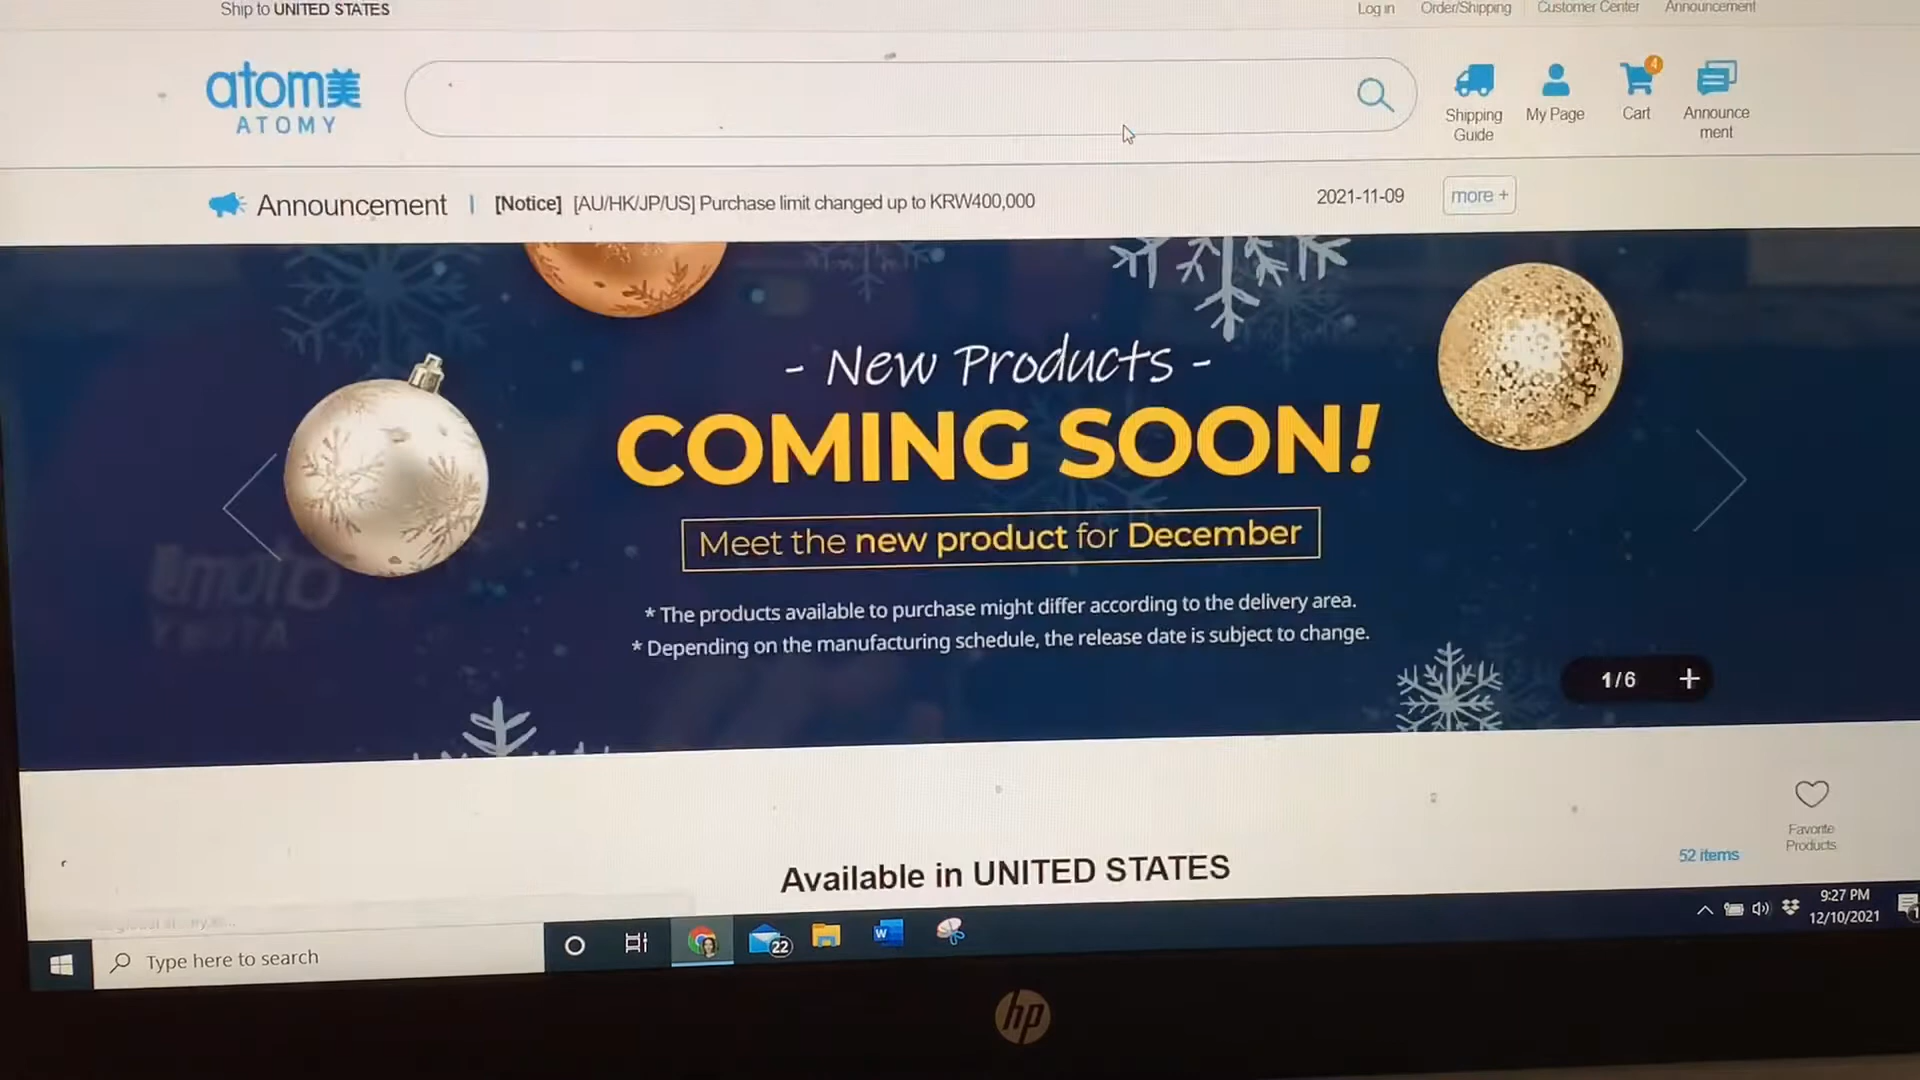 Ship to UNITED STATES
Log in Order/Shipping Customer Center Announcement
atom美
ATOMY
Shipping Guide
My Page
4
Cart
Announce
ment
Announcement | [Notice] [AU/HK/JP/US] Purchase limit changed up to KRW400,000 2021-11-09 more +
- New Products -
COMING SOON!
Meet the new product for December
* The products available to purchase might differ according to the delivery area.
* Depending on the manufacturing schedule, the release date is subject to change.
1/6 +
Favorite
Products
52 items
Available in UNITED STATES
Type here to search
22
W
9:27 PM
12/10/2021
1
hp